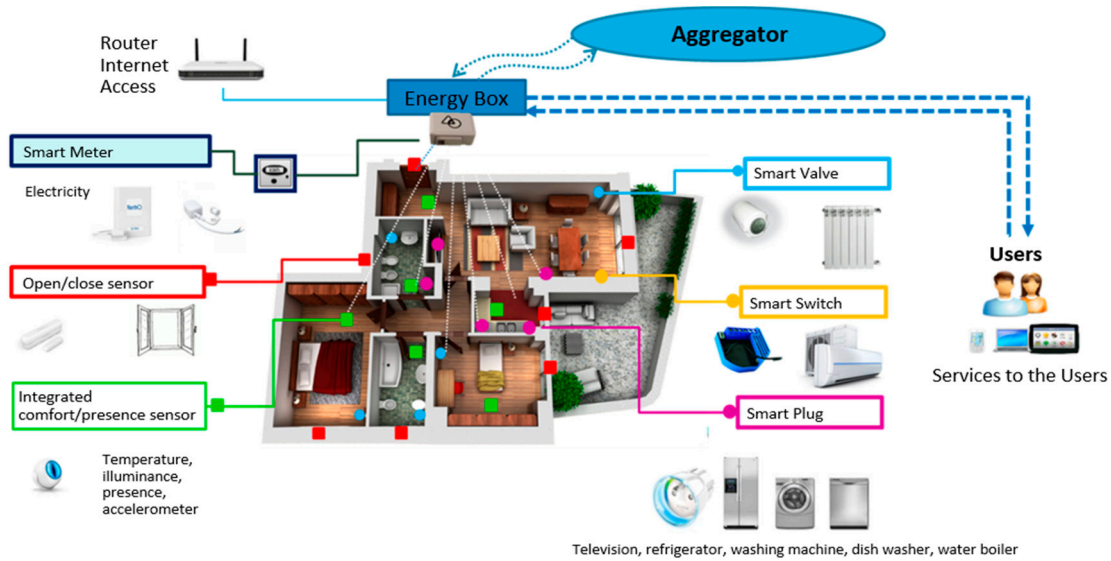 Aggregator
Router
Internet
Access
Energy Box
Smart Meter
Electricity
Smart Valve
Open/close sensor
Users
Smart Switch
Services to the Users
Integrated
comfort/presence sensor
Smart Plug
Temperature,
illuminance,
presence,
accelerometer
Television, refrigerator, washing machine, dish washer, water boiler